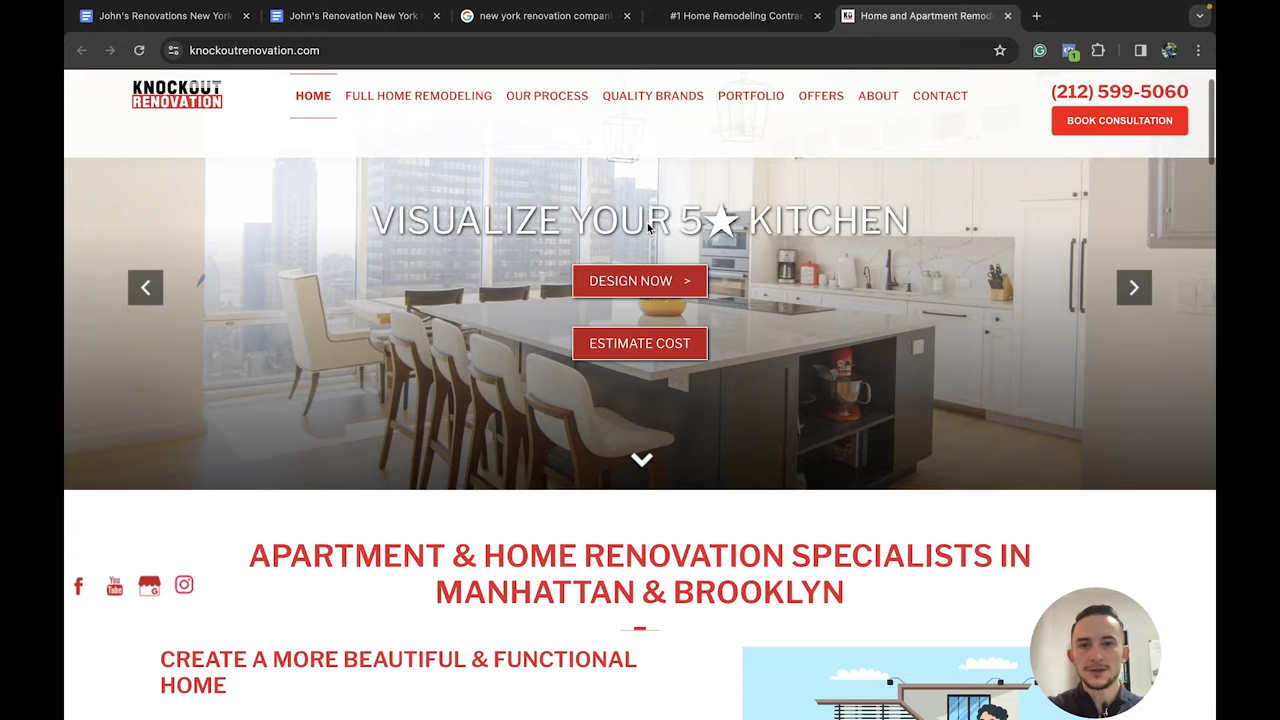 John's Renovations New York
John's Renovation New York
new york renovation compani
#1 Home Remodeling Contrac
Home and Apartment Remod
knockoutrenovation.com
1
KNOCKOUT
RENOVATION
HOME
FULL HOME REMODELING
OUR PROCESS
QUALITY BRANDS
PORTFOLIO
OFFERS
ABOUT
CONTACT
(212) 599-5060
BOOK CONSULTATION
VISUALIZE YOUR 5★ KITCHEN
DESIGN NOW >
ESTIMATE COST
APARTMENT & HOME RENOVATION SPECIALISTS IN
MANHATTAN & BROOKLYN
CREATE A MORE BEAUTIFUL & FUNCTIONAL
HOME